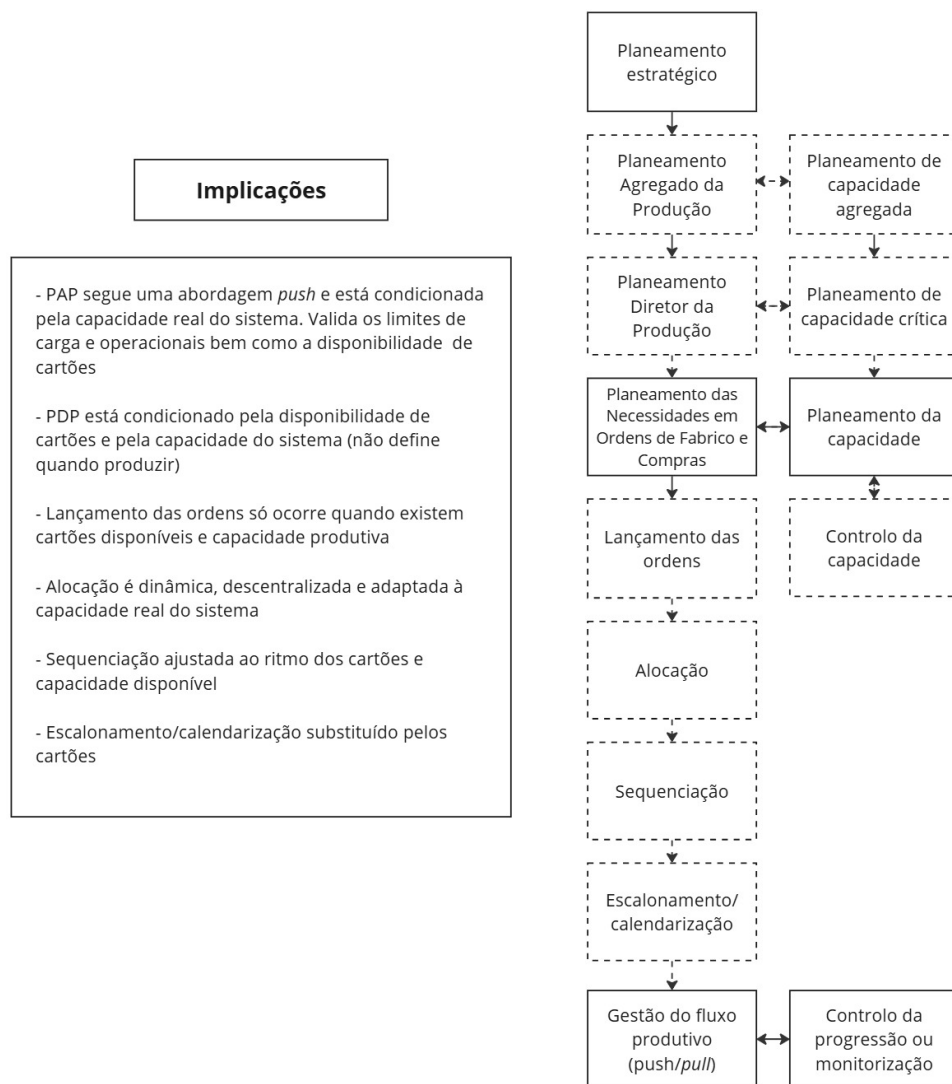 Implicações
- PAP segue uma abordagem push e está condicionada
pela capacidade real do sistema. Valida os limites de
carga e operacionais bem como a disponibilidade de
cartões
- PDP está condicionado pela disponibilidade de
cartões e pela capacidade do sistema (não define
quando produzir)
- Lançamento das ordens só ocorre quando existem
cartões disponíveis e capacidade produtiva
- Alocação é dinâmica, descentralizada e adaptada à
capacidade real do sistema
- Sequenciação ajustada ao ritmo dos cartões e
capacidade disponível
- Escalonamento/calendarização substituído pelos
cartões
Planeamento
estratégico
Planeamento
Agregado da
Produção
Planeamento de
capacidade
agregada
Planeamento
Diretor da
Produção
Planeamento de
capacidade crítica
Planeamento das
Necessidades em
Ordens de Fabrico e
Compras
Planeamento da
capacidade
Lançamento das
ordens
Controlo da
capacidade
Alocação
Sequenciação
Escalonamento/
calendarização
Gestão do fluxo
produtivo
(push/pull)
Controlo da
progressão ou
monitorização